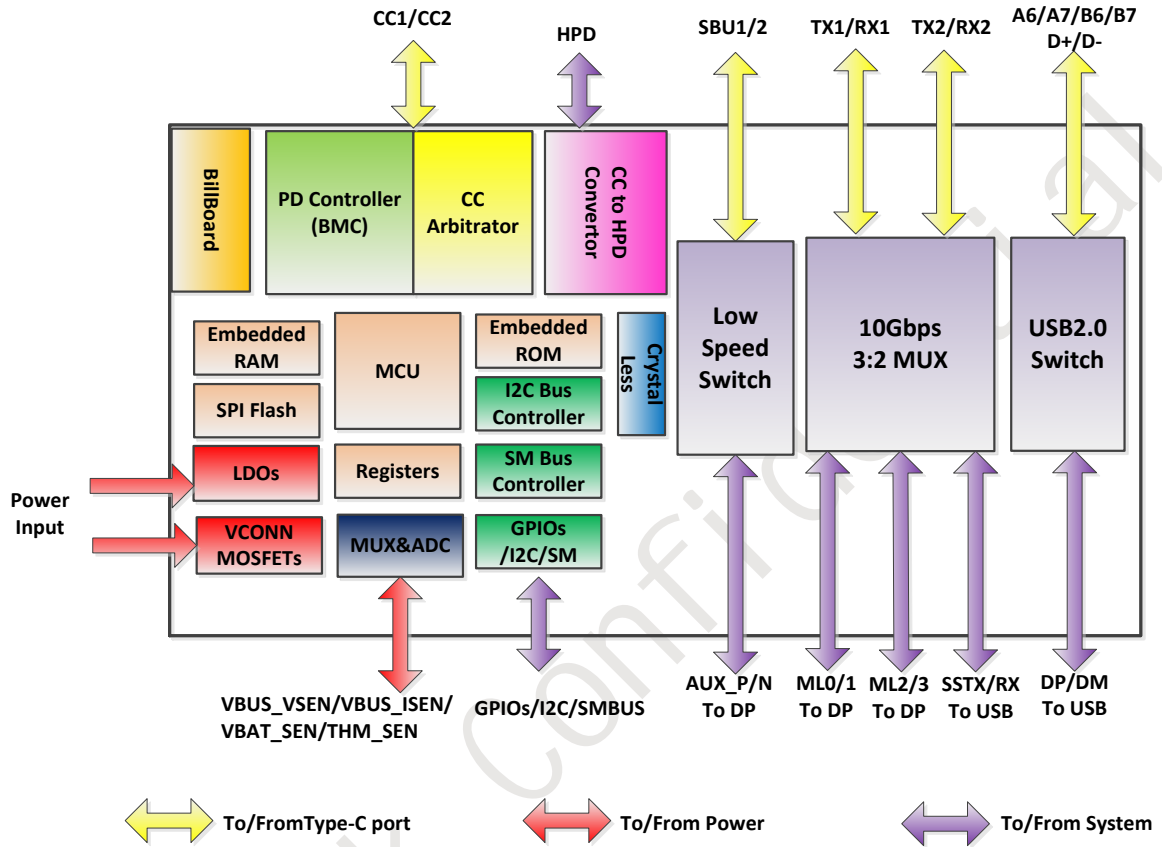 CC1/CC2
HPD
SBU1/2
TX1/RX1
TX2/RX2
A6/A7/B6/B7
D+/D-
BillBoard
PD Controller
(BMC)
CC
Arbitrator
CC to HPD
Convertor
Low
Speed
Switch
10Gbps
3:2 MUX
USB2.0
Switch
Embedded
RAM
MCU
Embedded
ROM
Crystal
Less
SPI Flash
I2C Bus
Controller
LDOs
Registers
SM Bus
Controller
Power
Input
VCONN
MOSFETs
MUX&ADC
GPIOs
/I2C/SM
VBUS_VSEN/VBUS_ISEN/
VBAT_SEN/THM_SEN
GPIOs/I2C/SMBUS
AUX_P/N
To DP
ML0/1
To DP
ML2/3
To DP
SSTX/RX
To USB
DP/DM
To USB
To/FromType-C port
To/From Power
To/From System
Confidential